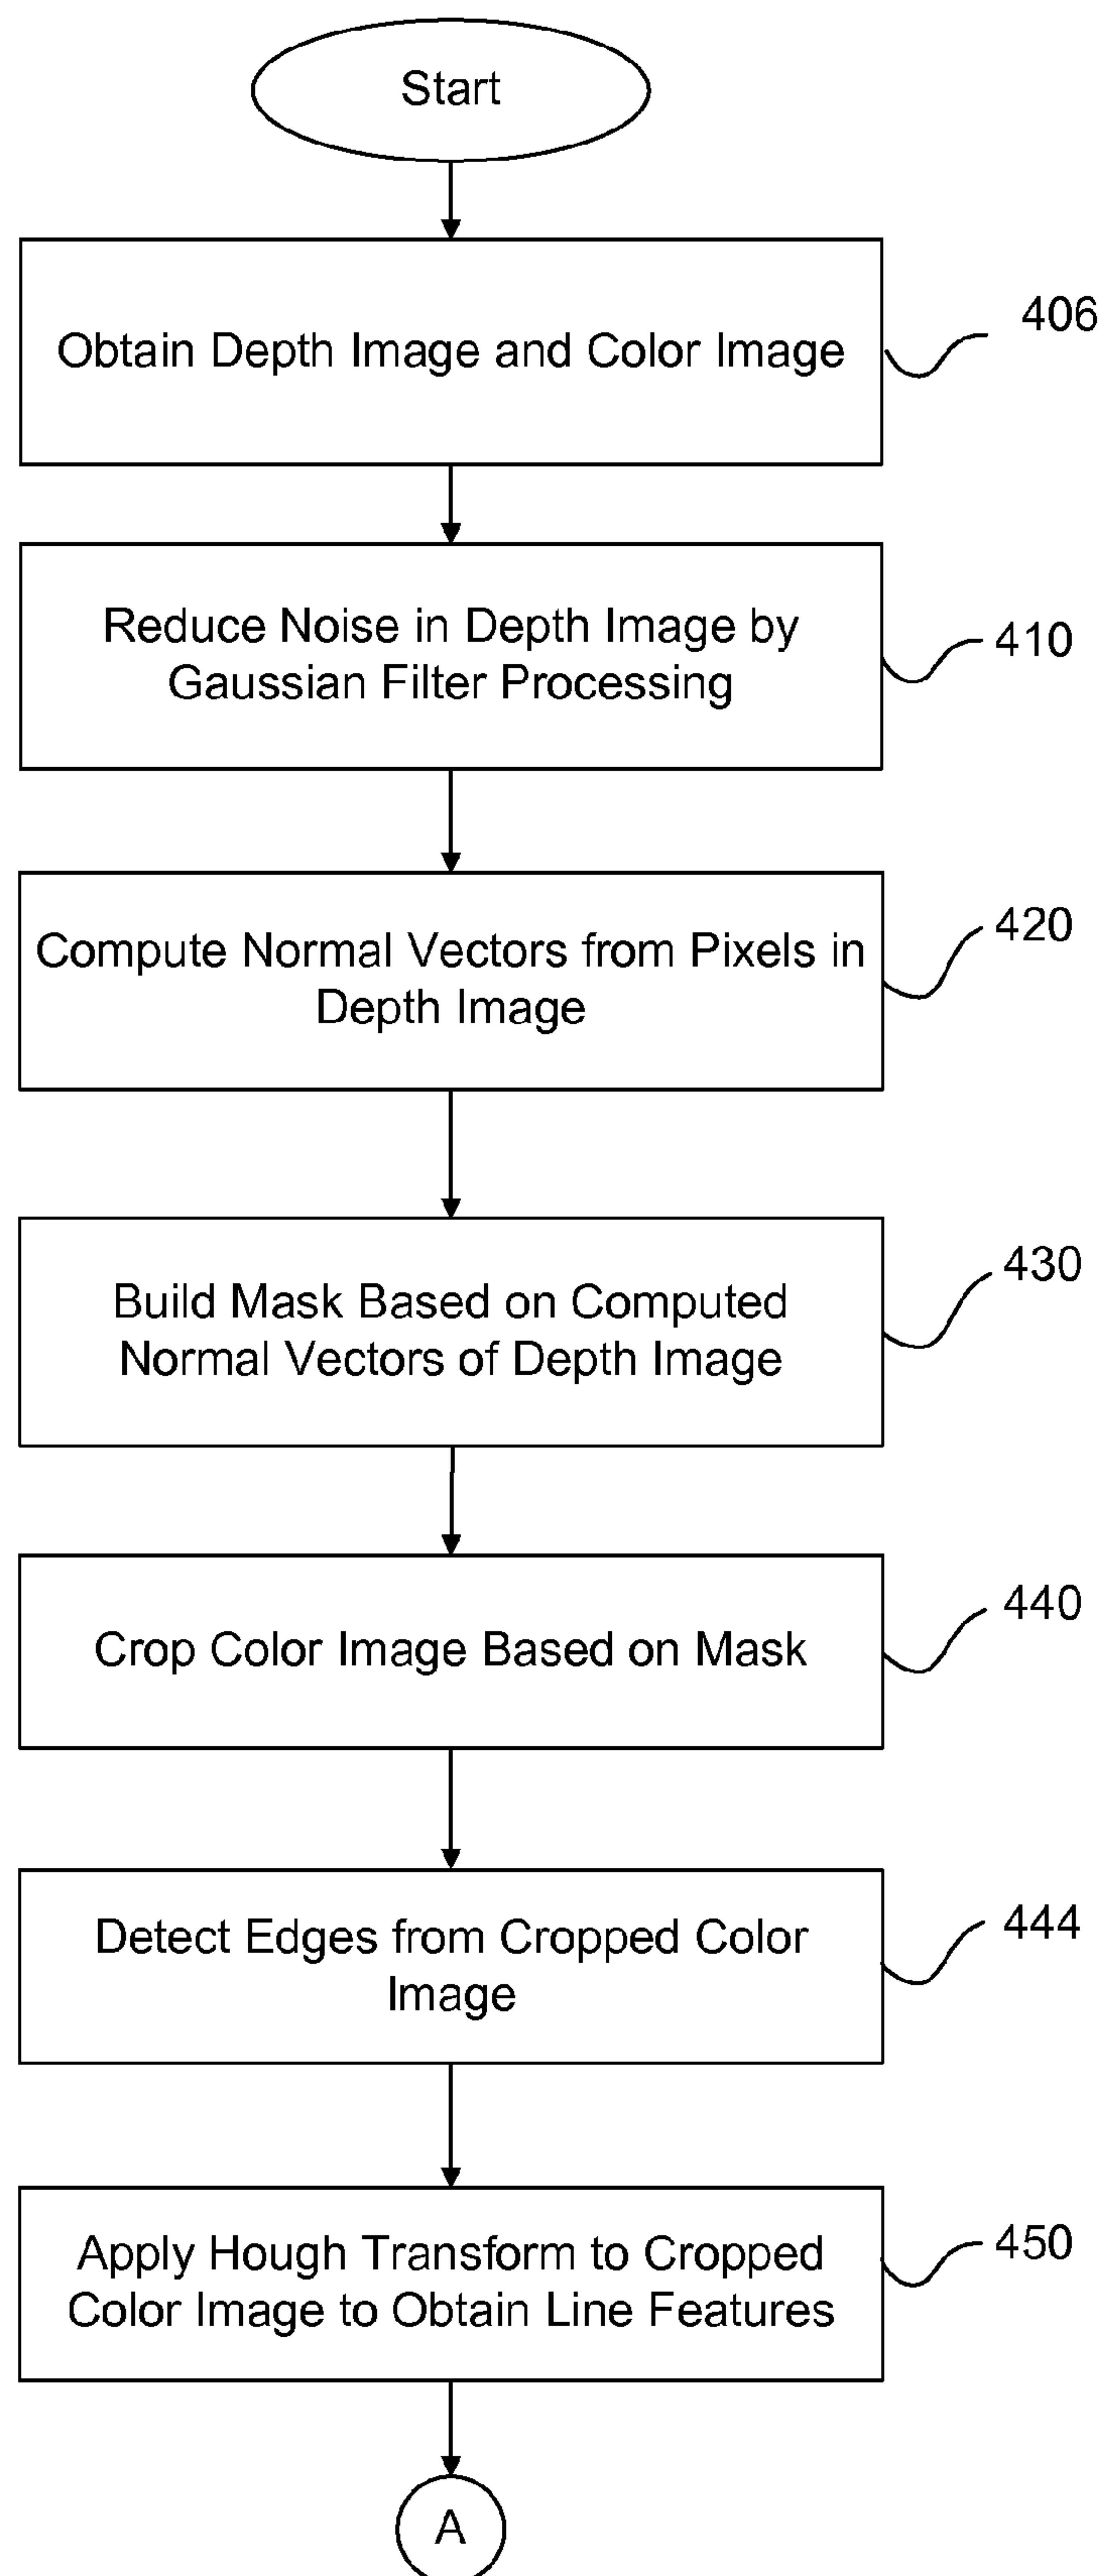 Start
Obtain Depth Image and Color Image
406
Reduce Noise in Depth Image by
Gaussian Filter Processing
410
Compute Normal Vectors from Pixels in
Depth Image
420
Build Mask Based on Computed
Normal Vectors of Depth Image
430
Crop Color Image Based on Mask
440
Detect Edges from Cropped Color
Image
444
Apply Hough Transform to Cropped
Color Image to Obtain Line Features
450
A